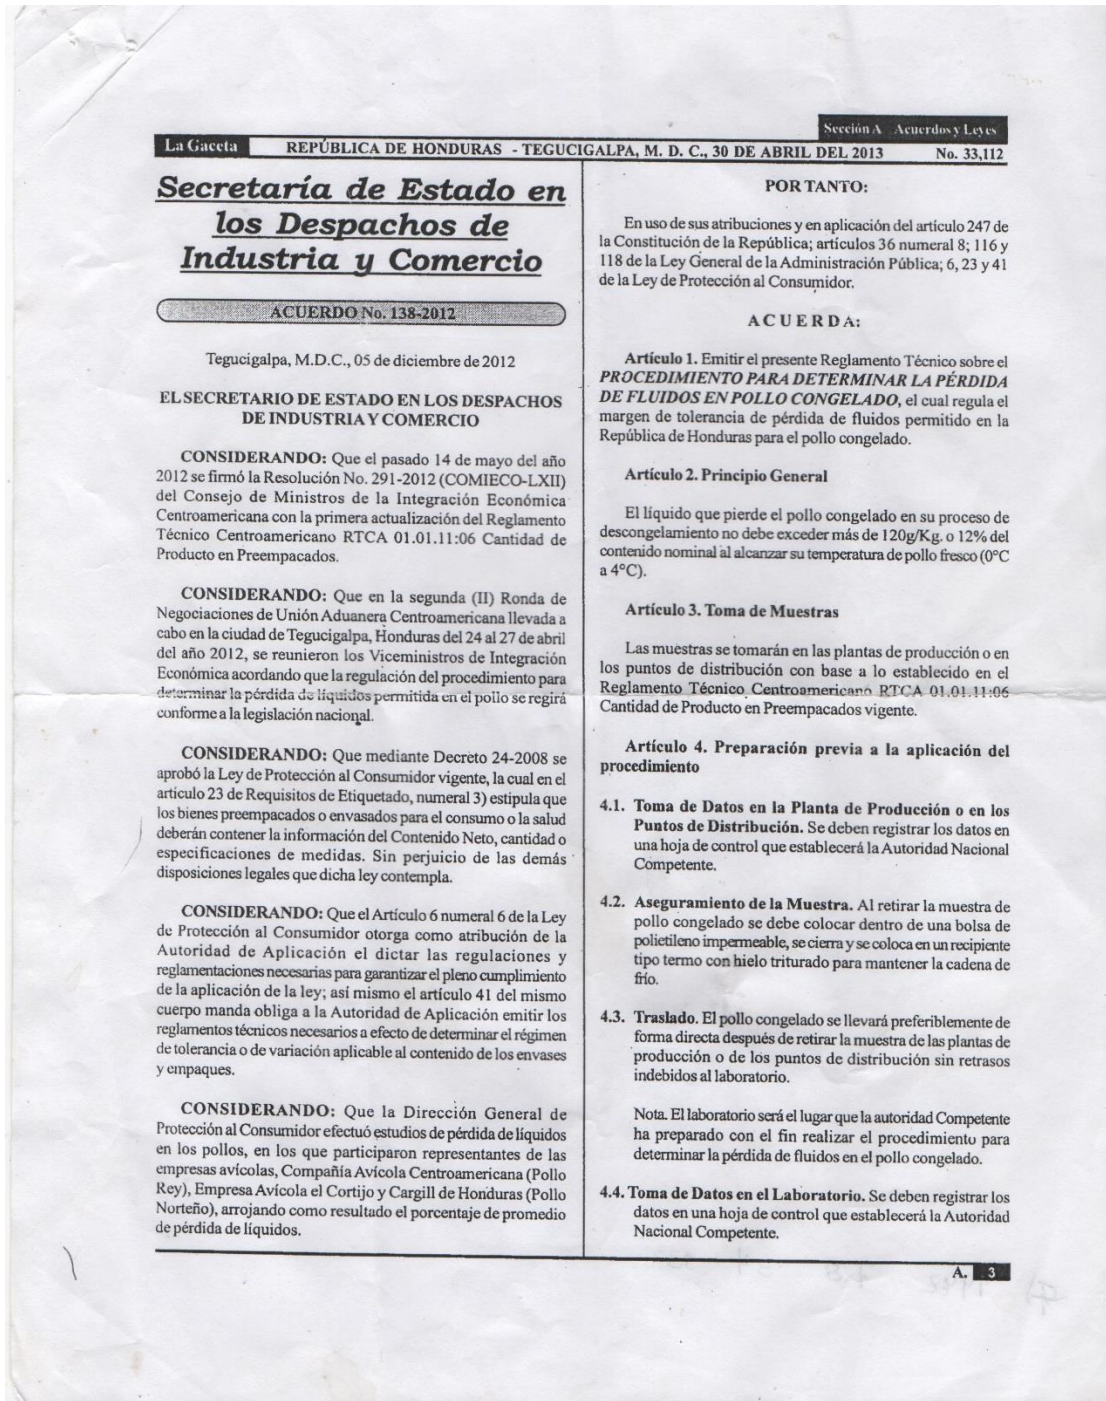 Sección A Acuerdos y Leyes
La Gaceta REPÚBLICA DE HONDURAS - TEGUCIGALPA, M. D. C., 30 DE ABRIL DEL 2013 No. 33,112
Secretaría de Estado en
los Despachos de
Industria y Comercio
ACUERDO No. 138-2012
Tegucigalpa, M.D.C., 05 de diciembre de 2012
EL SECRETARIO DE ESTADO EN LOS DESPACHOS
DE INDUSTRIA Y COMERCIO
CONSIDERANDO: Que el pasado 14 de mayo del año
2012 se firmó la Resolución No. 291-2012 (COMIECO-LXII)
del Consejo de Ministros de la Integración Económica
Centroamericana con la primera actualización del Reglamento
Técnico Centroamericano RTCA 01.01.11:06 Cantidad de
Producto en Preempacados.
CONSIDERANDO: Que en la segunda (II) Ronda de
Negociaciones de Unión Aduanera Centroamericana llevada a
cabo en la ciudad de Tegucigalpa, Honduras del 24 al 27 de abril
del año 2012, se reunieron los Viceministros de Integración
Económica acordando que la regulación del procedimiento para
determinar la pérdida de líquidos permitida en el pollo se regirá
conforme a la legislación nacional.
CONSIDERANDO: Que mediante Decreto 24-2008 se
aprobó la Ley de Protección al Consumidor vigente, la cual en el
artículo 23 de Requisitos de Etiquetado, numeral 3) estipula que
los bienes preempacados o envasados para el consumo o la salud
deberán contener la información del Contenido Neto, cantidad o
especificaciones de medidas. Sin perjuicio de las demás
disposiciones legales que dicha ley contempla.
CONSIDERANDO: Que el Artículo 6 numeral 6 de la Ley
de Protección al Consumidor otorga como atribución de la
Autoridad de Aplicación el dictar las regulaciones y
reglamentaciones necesarias para garantizar el pleno cumplimiento
de la aplicación de la ley; así mismo el artículo 41 del mismo
cuerpo manda obliga a la Autoridad de Aplicación emitir los
reglamentos técnicos necesarios a efecto de determinar el régimen
de tolerancia o de variación aplicable al contenido de los envases
y empaques.
CONSIDERANDO: Que la Dirección General de
Protección al Consumidor efectuó estudios de pérdida de líquidos
en los pollos, en los que participaron representantes de las
empresas avícolas, Compañía Avícola Centroamericana (Pollo
Rey), Empresa Avícola el Cortijo y Cargill de Honduras (Pollo
Norteño), arrojando como resultado el porcentaje de promedio
de pérdida de líquidos.
POR TANTO:
En uso de sus atribuciones y en aplicación del artículo 247 de
la Constitución de la República; artículos 36 numeral 8; 116 y
118 de la Ley General de la Administración Pública; 6, 23 y 41
de la Ley de Protección al Consumidor.
ACUERDA:
Artículo 1. Emitir el presente Reglamento Técnico sobre el
PROCEDIMIENTO PARA DETERMINAR LA PÉRDIDA
DE FLUIDOS EN POLLO CONGELADO, el cual regula el
margen de tolerancia de pérdida de fluidos permitido en la
República de Honduras para el pollo congelado.
Artículo 2. Principio General
El líquido que pierde el pollo congelado en su proceso de
descongelamiento no debe exceder más de 120g/Kg. o 12% del
contenido nominal al alcanzar su temperatura de pollo fresco (0°C
a 4°C).
Artículo 3. Toma de Muestras
Las muestras se tomarán en las plantas de producción o en
los puntos de distribución con base a lo establecido en el
Reglamento Técnico Centroamericano RTCA 01.01.11:06
Cantidad de Producto en Preempacados vigente.
Artículo 4. Preparación previa a la aplicación del
procedimiento
4.1. Toma de Datos en la Planta de Producción o en los
Puntos de Distribución. Se deben registrar los datos en
una hoja de control que establecerá la Autoridad Nacional
Competente.
4.2. Aseguramiento de la Muestra. Al retirar la muestra de
pollo congelado se debe colocar dentro de una bolsa de
polietileno impermeable, se cierra y se coloca en un recipiente
tipo termo con hielo triturado para mantener la cadena de
frío.
4.3. Traslado. El pollo congelado se llevará preferiblemente de
forma directa después de retirar la muestra de las plantas de
producción o de los puntos de distribución sin retrasos
indebidos al laboratorio.
Nota. El laboratorio será el lugar que la autoridad Competente
ha preparado con el fin realizar el procedimiento para
determinar la pérdida de fluidos en el pollo congelado.
4.4. Toma de Datos en el Laboratorio. Se deben registrar los
datos en una hoja de control que establecerá la Autoridad
Nacional Competente.
A. 3